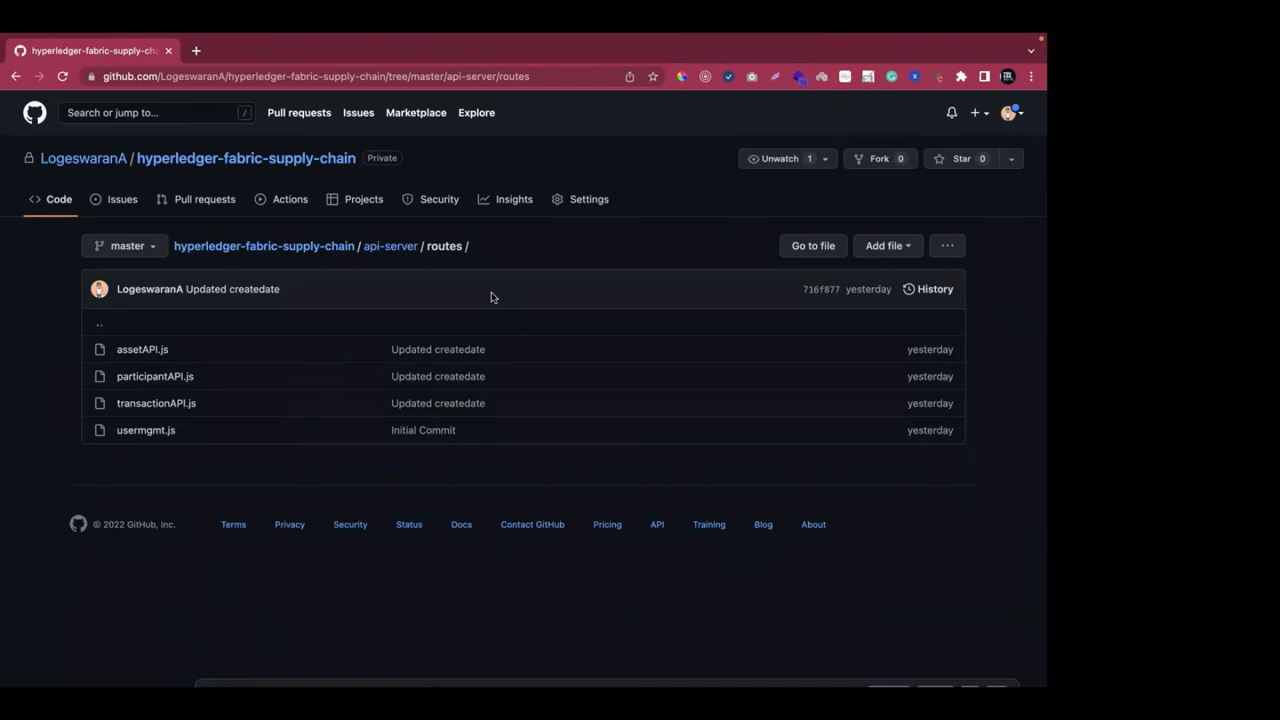 hyperledger-fabric-supply-cha
github.com/LogeswaranA/hyperledger-fabric-supply-chain/tree/master/api-server/routes
Search or jump to... / Pull requests Issues Marketplace Explore
LogeswaranA / hyperledger-fabric-supply-chain Private Unwatch 1 Fork 0 Star 0
Code Issues Pull requests Actions Projects Security Insights Settings
master hyperledger-fabric-supply-chain / api-server / routes / Go to file Add file ...
LogeswaranA Updated createdate 716f877 yesterday History
..
assetAPI.js Updated createdate yesterday
participantAPI.js Updated createdate yesterday
transactionAPI.js Updated createdate yesterday
usermgmt.js Initial Commit yesterday
© 2022 GitHub, Inc. Terms Privacy Security Status Docs Contact GitHub Pricing API Training Blog About